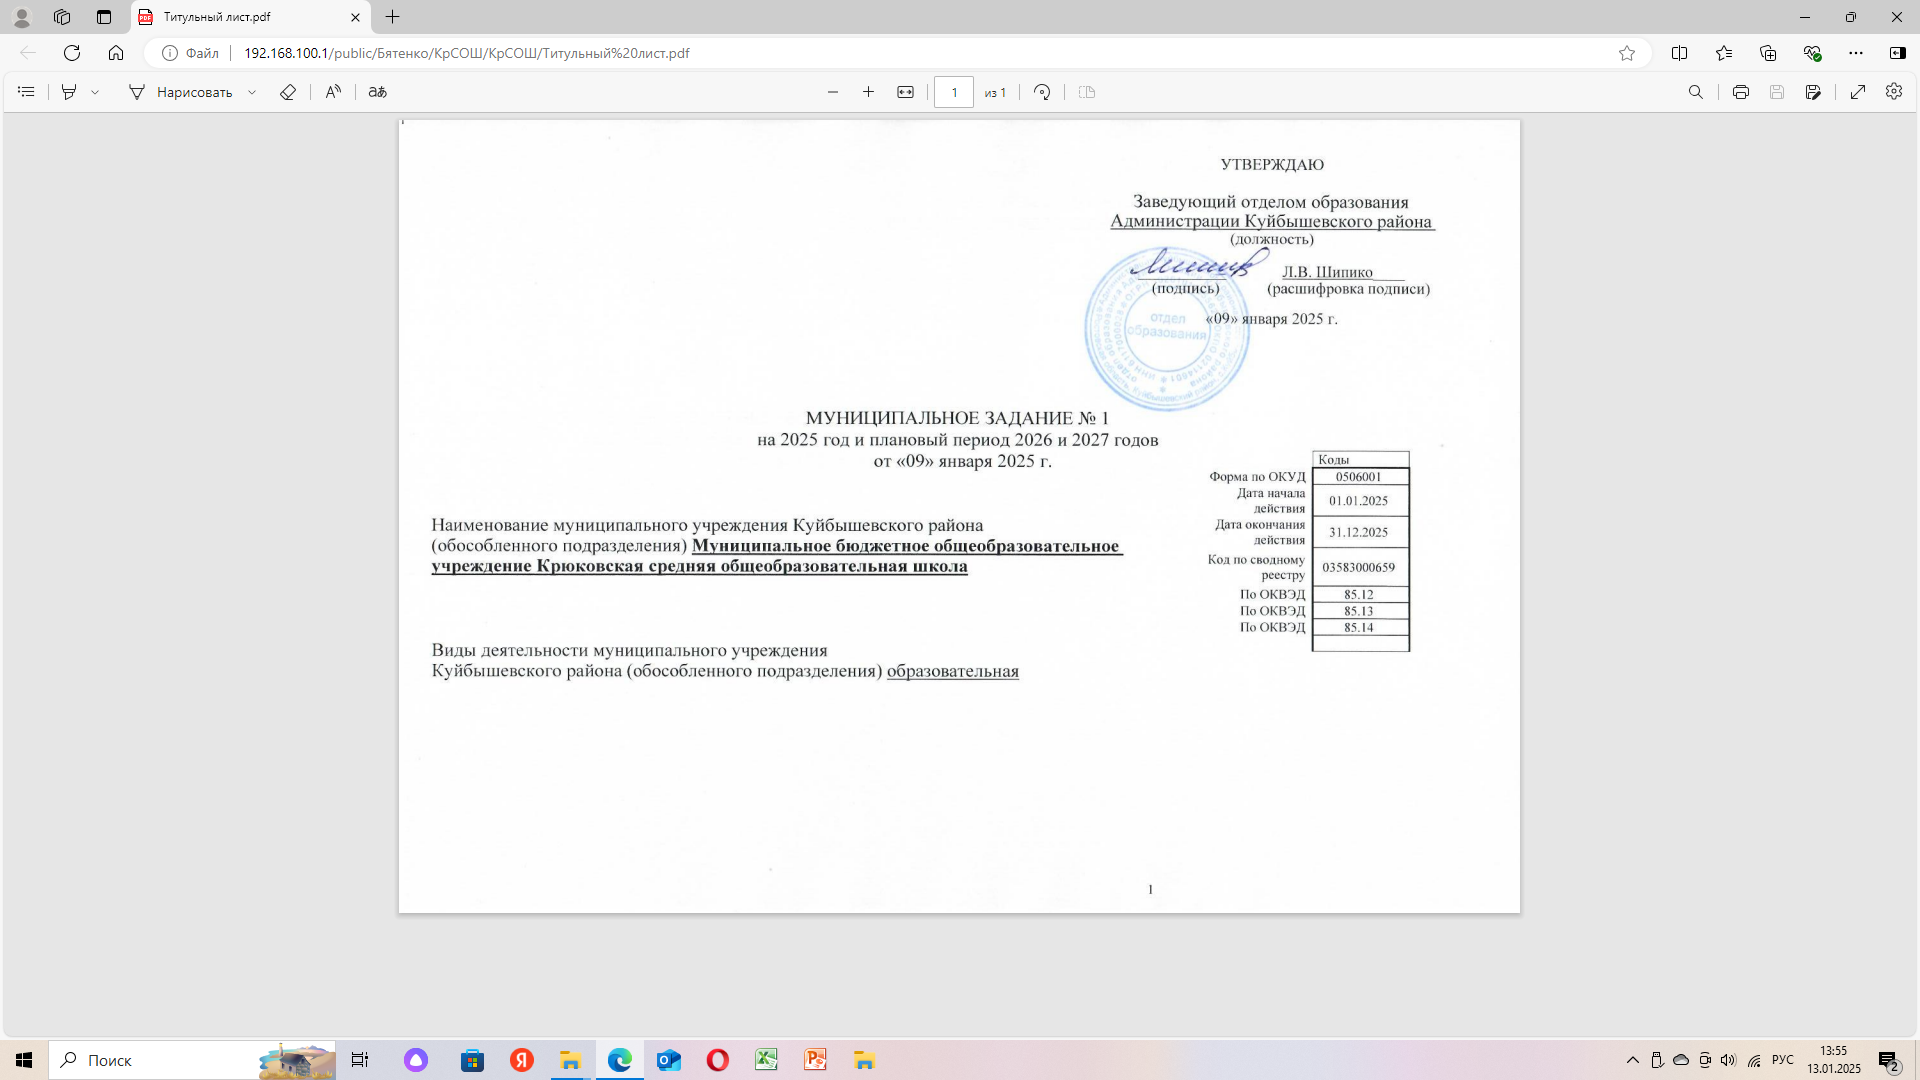 Титульный лист.pdf
Файл
192.168.100.1/public/Бятенко/КрСОШ/КрСОШ/Титульный%20лист.pdf
Нарисовать
1 из 1
УТВЕРЖДАЮ
Заведующий отделом образования
Администрации Куйбышевского района
(должность)
Л.В. Шипико
(подпись) (расшифровка подписи)
«09» января 2025 г.
отдел
образования
МУНИЦИПАЛЬНОЕ ЗАДАНИЕ № 1
на 2025 год и плановый период 2026 и 2027 годов
от «09» января 2025 г.
Коды
Форма по ОКУД 0506001
Дата начала
действия 01.01.2025
Дата окончания
действия 31.12.2025
Код по сводному
реестру 03583000659
По ОКВЭД 85.12
По ОКВЭД 85.13
По ОКВЭД 85.14
Наименование муниципального учреждения Куйбышевского района
(обособленного подразделения) Муниципальное бюджетное общеобразовательное
учреждение Крюковская средняя общеобразовательная школа
Виды деятельности муниципального учреждения
Куйбышевского района (обособленного подразделения) образовательная
1
Поиск
РУС
13:55
13.01.2025
2